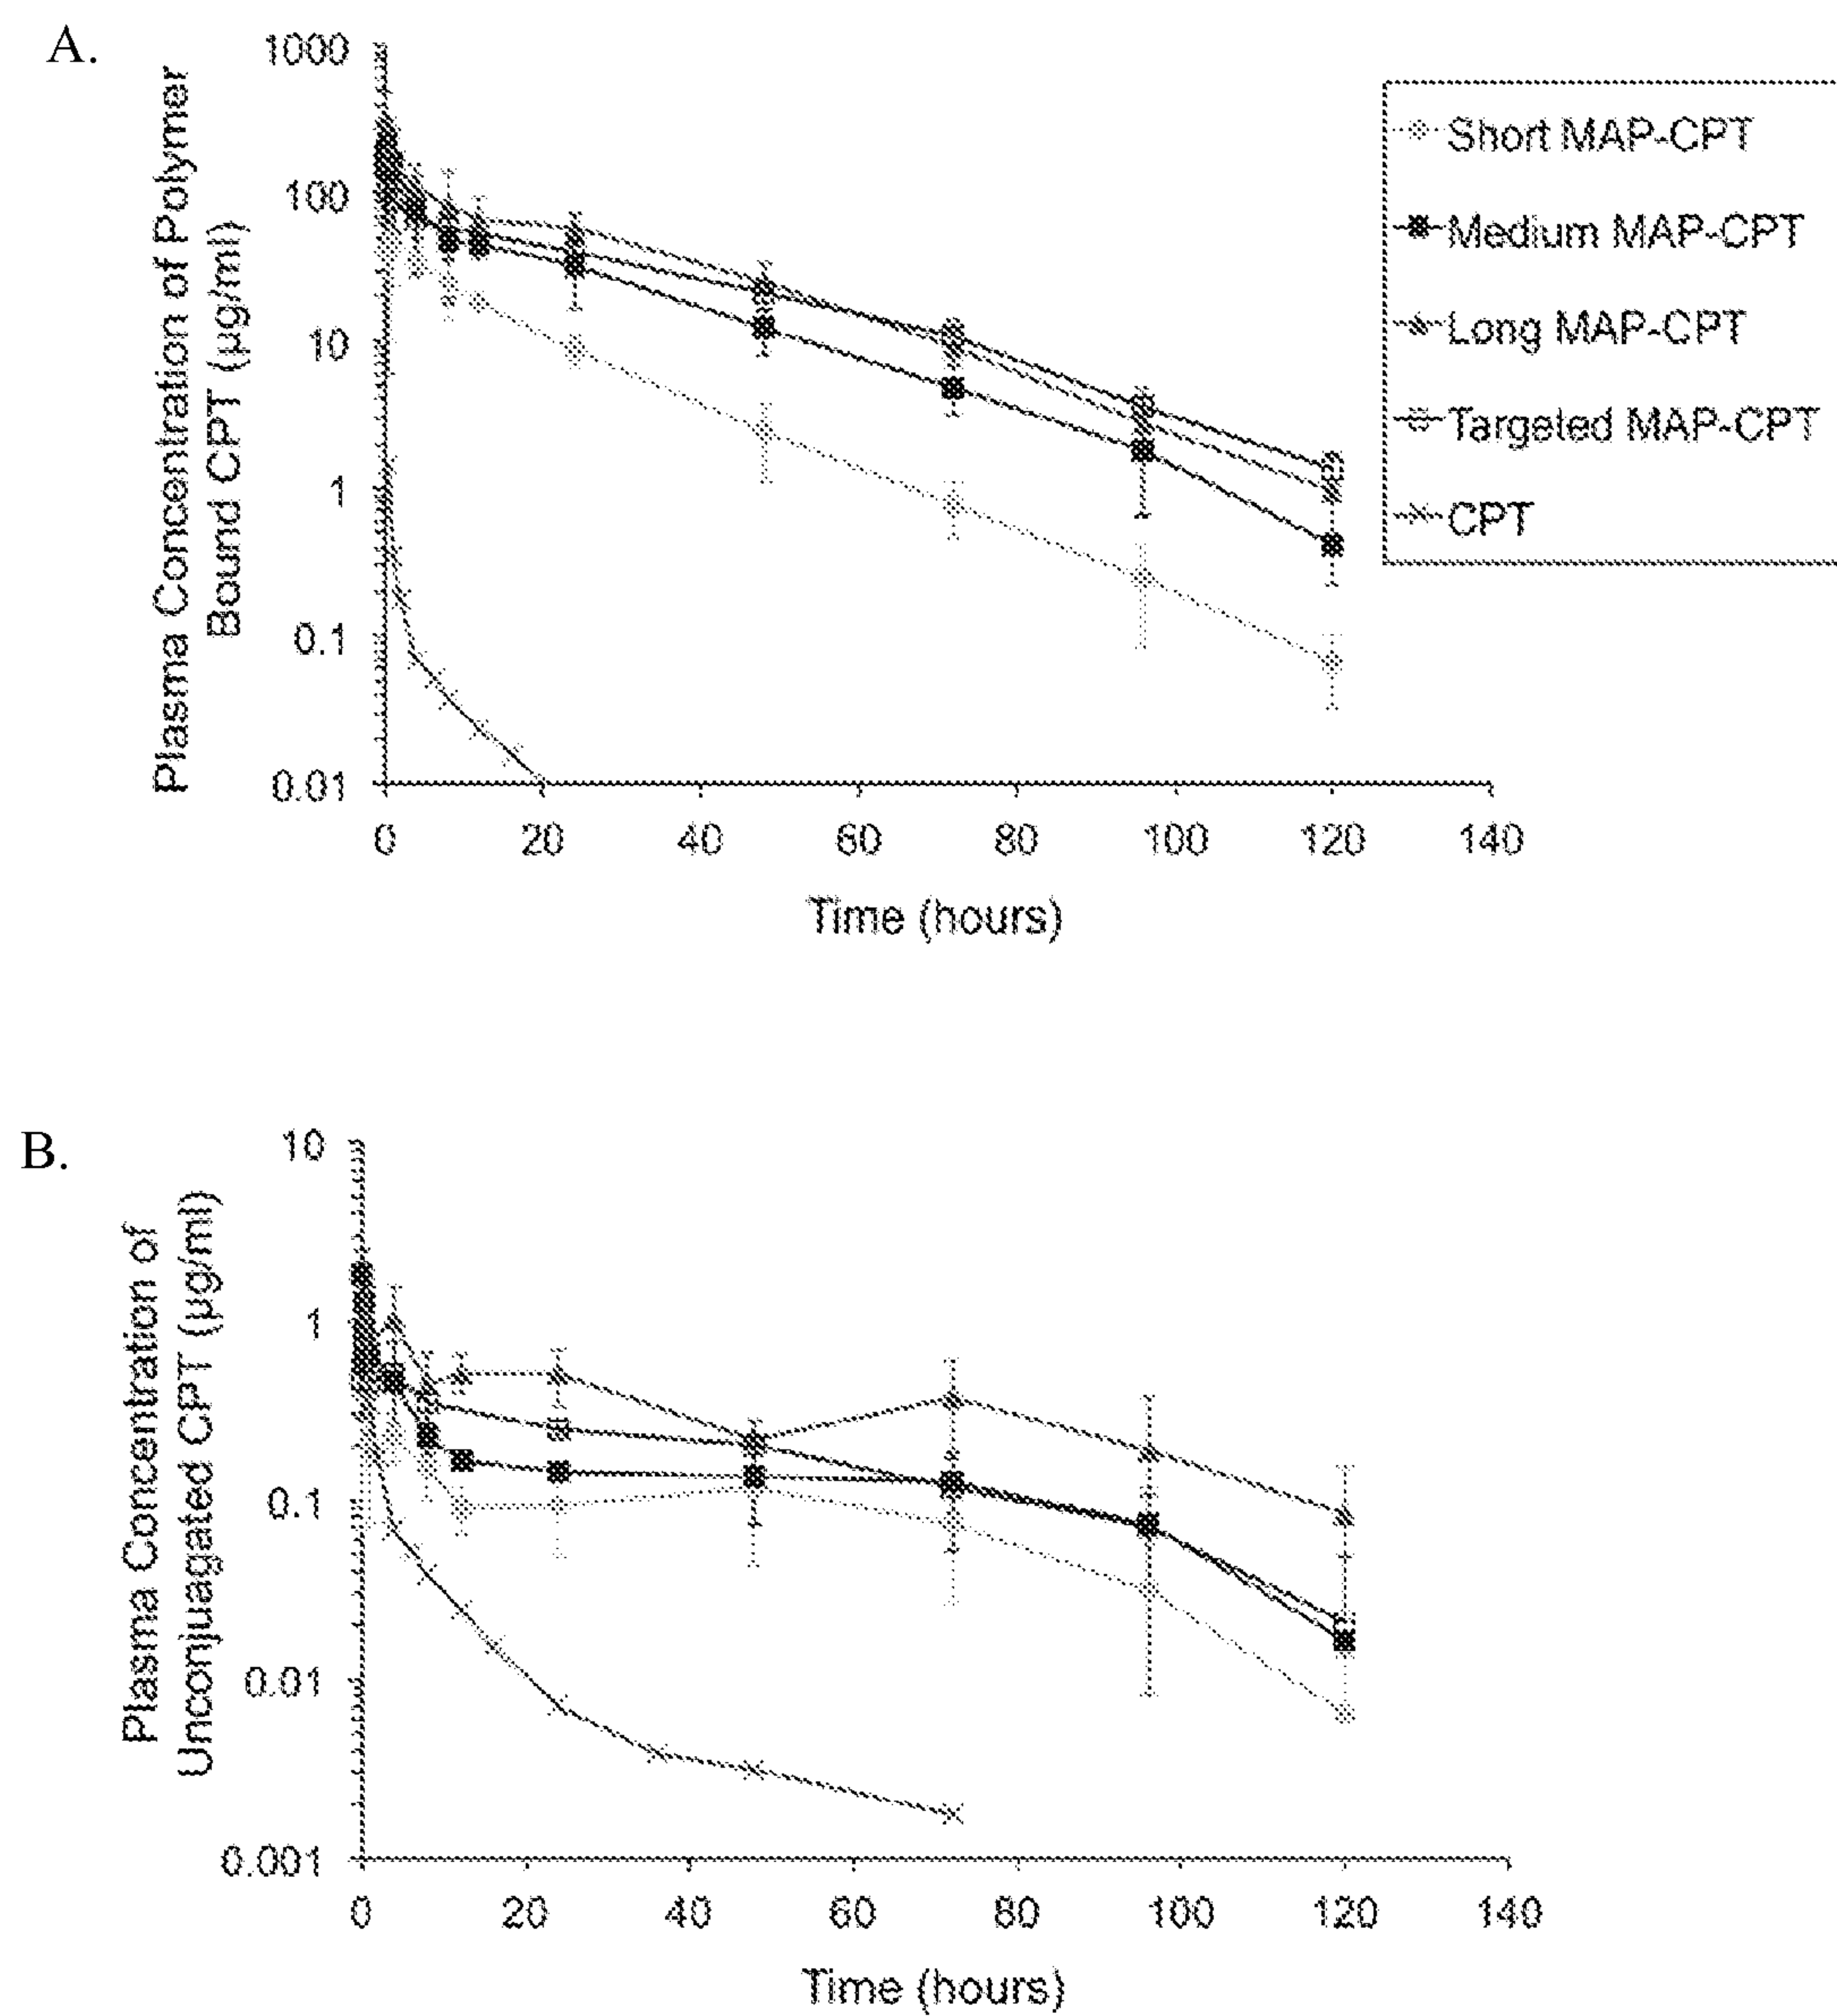 A.
Plasma Concentration of Polymer
Bound CPT (µg/ml)
1000
100
10
1
0.1
0.01
0 20 40 60 80 100 120 140
Time (hours)
Short MAP-CPT
Medium MAP-CPT
Long MAP-CPT
Targeted MAP-CPT
CPT
B.
Plasma Concentration of
Unconjuagated CPT (µg/ml)
10
1
0.1
0.01
0.001
0 20 40 60 80 100 120 140
Time (hours)